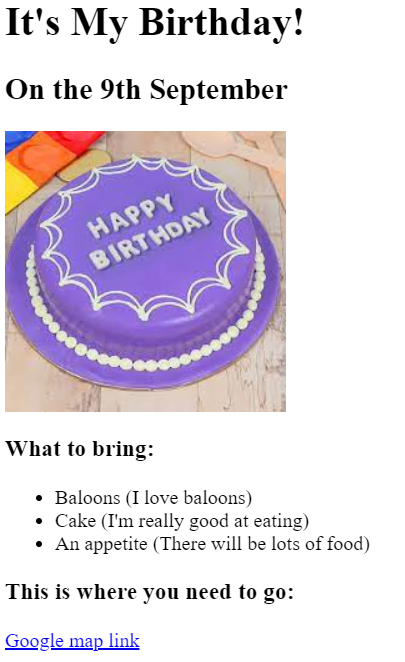 It's My Birthday!
On the 9th September
HAPPY
BIRTHDAY
What to bring:
Baloons (I love baloons)
Cake (I'm really good at eating)
An appetite (There will be lots of food)
This is where you need to go:
Google map link